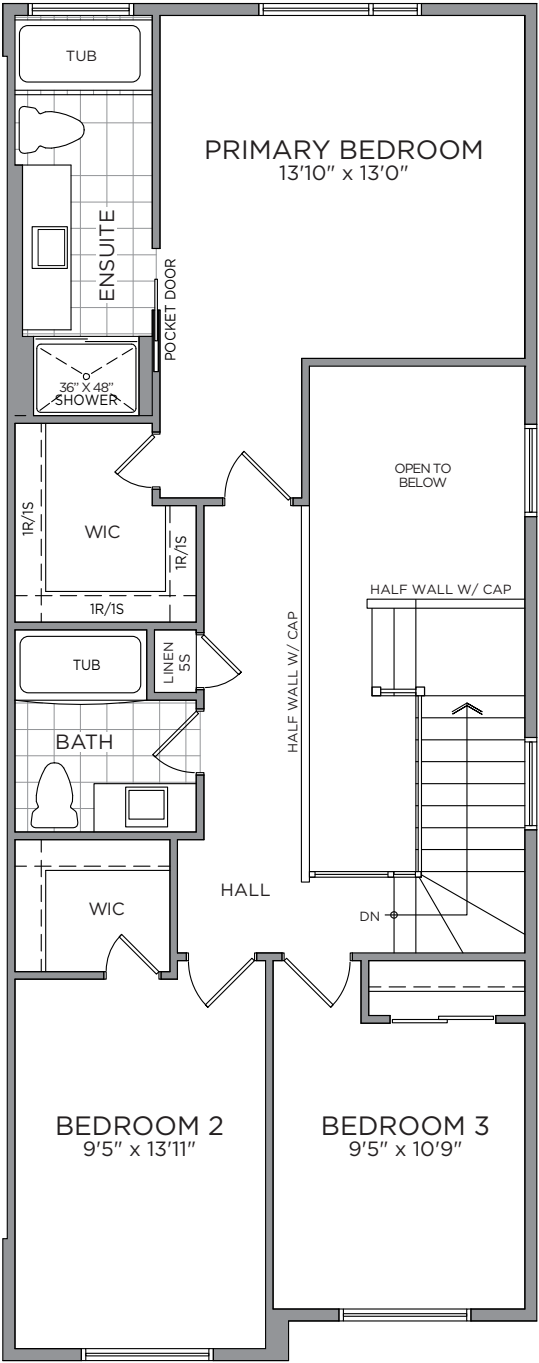 TUB
PRIMARY BEDROOM
13'10" x 13'0"
ENSUITE
POCKET DOOR
36" X 48"
SHOWER
OPEN TO
BELOW
1R/1S
WIC
1R/1S
1R/1S
HALF WALL W/ CAP
HALF WALL W/ CAP
TUB
LINEN
5S
BATH
WIC
HALL
DN
BEDROOM 2
9'5" x 13'11"
BEDROOM 3
9'5" x 10'9"